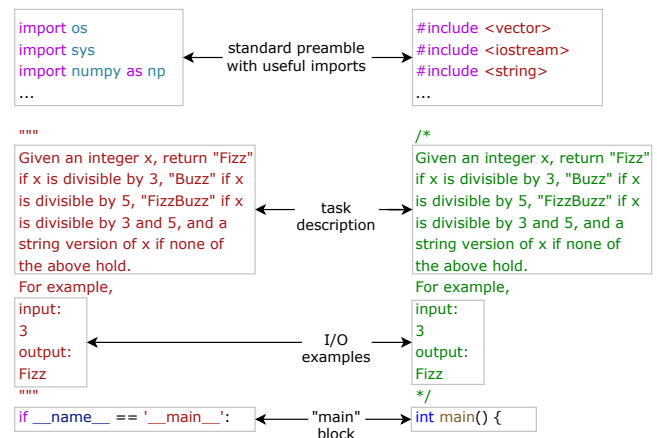 import os
import sys
import numpy as np
...
standard preamble
with useful imports
#include <vector>
#include <iostream>
#include <string>
...
"""
Given an integer x, return "Fizz"
if x is divisible by 3, "Buzz" if x
is divisible by 5, "FizzBuzz" if x
is divisible by 3 and 5, and a
string version of x if none of
the above hold.
For example,
input:
3
output:
Fizz
"""
task
description
I/O
examples
/*
Given an integer x, return "Fizz"
if x is divisible by 3, "Buzz" if x
is divisible by 5, "FizzBuzz" if x
is divisible by 3 and 5, and a
string version of x if none of
the above hold.
For example,
input:
3
output:
Fizz
*/
if __name__ == '__main__':
"main"
block
int main() {